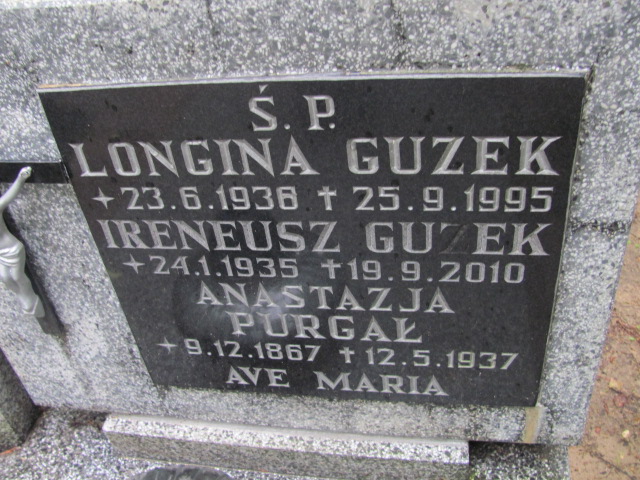 Ś. P.
LONGINA GUZEK
+ 23.6.1936 ✝ 25.9.1995
IRENEUSZ GUZEK
+ 24.1.1935 ✝ 19.9.2010
ANASTAZJA
PURGAŁ
+ 9.12.1867 ✝ 12.5.1937
AVE MARIA